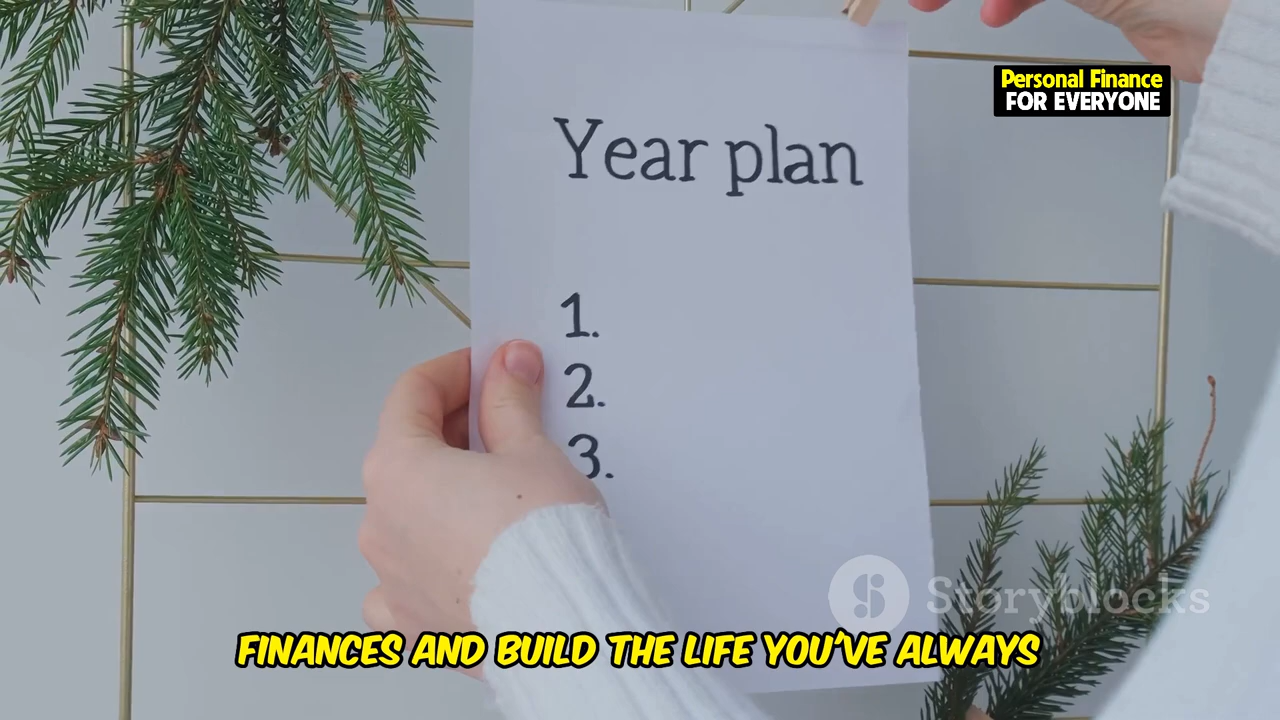 Personal Finance
FOR EVERYONE
Year plan
1.
2.
3.
Storyblocks
FINANCES AND BUILD THE LIFE YOU'VE ALWAYS